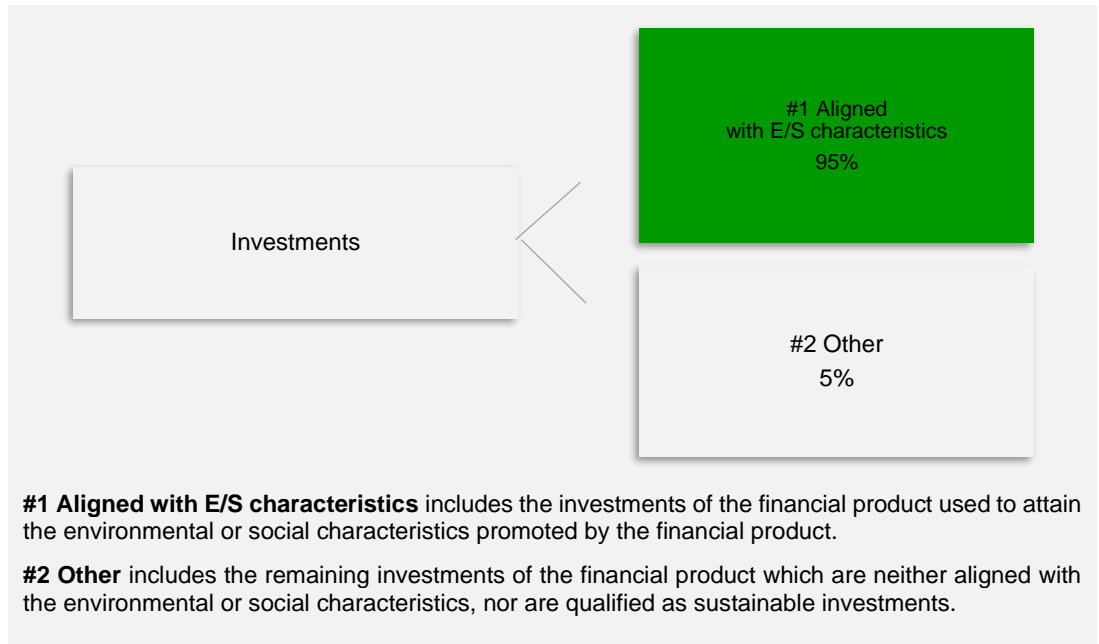 #1 Aligned
with E/S characteristics
95%
Investments
#2 Other
5%
#1 Aligned with E/S characteristics includes the investments of the financial product used to attain
the environmental or social characteristics promoted by the financial product.
#2 Other includes the remaining investments of the financial product which are neither aligned with
the environmental or social characteristics, nor are qualified as sustainable investments.